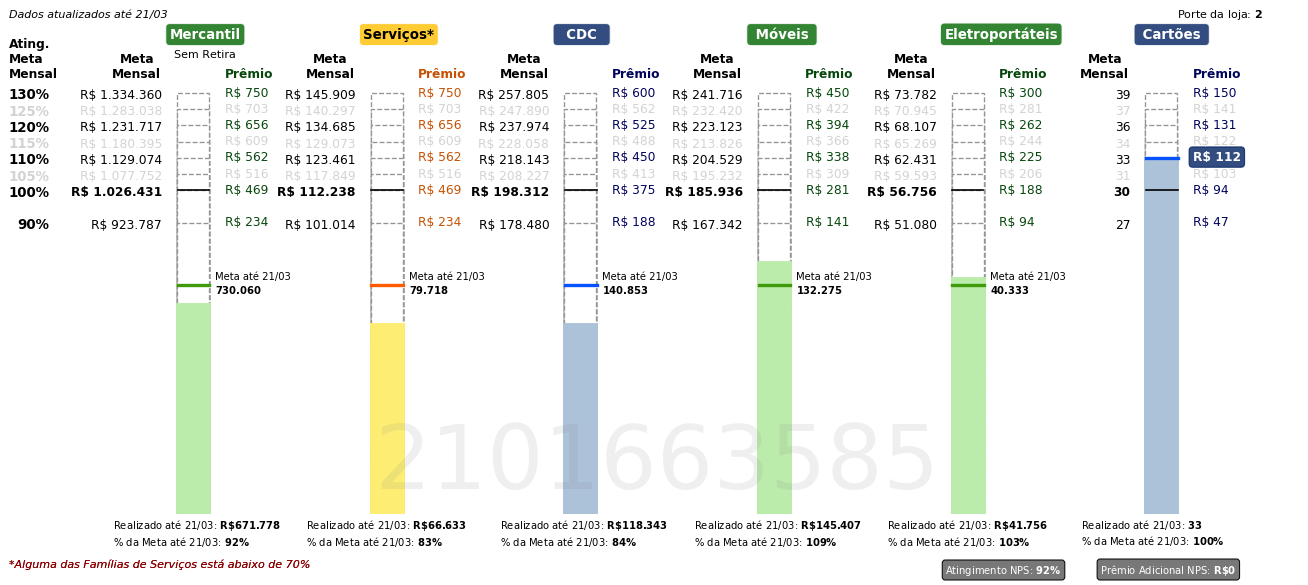 Dados atualizados até 21/03
Porte da loja: 2
Mercantil Serviços* CDC Móveis Eletroportáteis Cartões
Sem Retira
Ating. Meta Mensal
Meta Mensal Prêmio Meta Mensal Prêmio Meta Mensal Prêmio Meta Mensal Prêmio Meta Mensal Prêmio Meta Mensal Prêmio
130% R$ 1.334.360 R$ 750 R$ 145.909 R$ 750 R$ 257.805 R$ 600 R$ 241.716 R$ 450 R$ 73.782 R$ 300 39 R$ 150
125% R$ 1.283.038 R$ 703 R$ 140.297 R$ 703 R$ 247.890 R$ 562 R$ 232.420 R$ 422 R$ 70.945 R$ 281 37 R$ 141
120% R$ 1.231.717 R$ 656 R$ 134.685 R$ 656 R$ 237.974 R$ 525 R$ 223.123 R$ 394 R$ 68.107 R$ 262 36 R$ 131
115% R$ 1.180.395 R$ 609 R$ 129.073 R$ 609 R$ 228.058 R$ 488 R$ 213.826 R$ 366 R$ 65.269 R$ 244 34 R$ 122
110% R$ 1.129.074 R$ 562 R$ 123.461 R$ 562 R$ 218.143 R$ 450 R$ 204.529 R$ 338 R$ 62.431 R$ 225 33 R$ 112
105% R$ 1.077.752 R$ 516 R$ 117.849 R$ 516 R$ 208.227 R$ 413 R$ 195.232 R$ 309 R$ 59.593 R$ 206 31 R$ 103
100% R$ 1.026.431 R$ 469 R$ 112.238 R$ 469 R$ 198.312 R$ 375 R$ 185.936 R$ 281 R$ 56.756 R$ 188 30 R$ 94
90% R$ 923.787 R$ 234 R$ 101.014 R$ 234 R$ 178.480 R$ 188 R$ 167.342 R$ 141 R$ 51.080 R$ 94 27 R$ 47
Meta até 21/03 Meta até 21/03 Meta até 21/03 Meta até 21/03 Meta até 21/03
730.060 79.718 140.853 132.275 40.333
2101663585
Realizado até 21/03: R$671.778 Realizado até 21/03: R$66.633 Realizado até 21/03: R$118.343 Realizado até 21/03: R$145.407 Realizado até 21/03: R$41.756 Realizado até 21/03: 33
% da Meta até 21/03: 92% % da Meta até 21/03: 83% % da Meta até 21/03: 84% % da Meta até 21/03: 109% % da Meta até 21/03: 103% % da Meta até 21/03: 100%
*Alguma das Famílias de Serviços está abaixo de 70%
Atingimento NPS: 92% Prêmio Adicional NPS: R$0